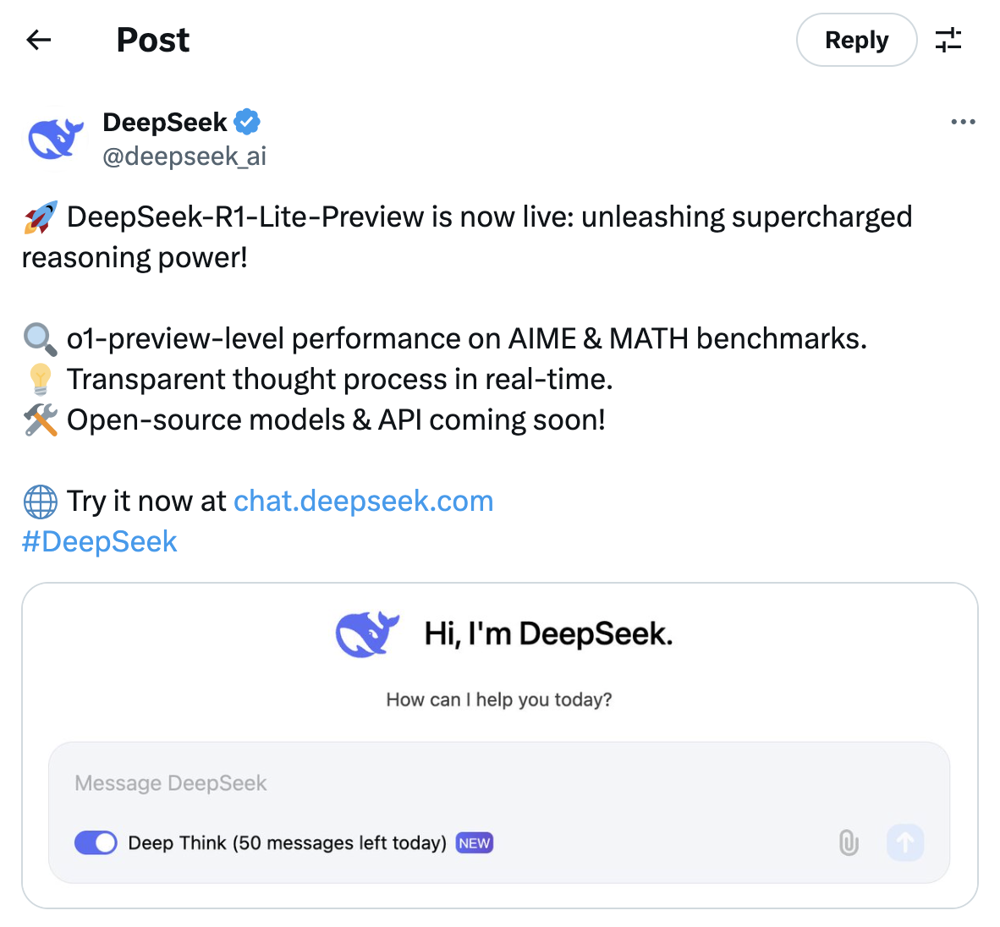 Post
Reply
DeepSeek
@deepseek_ai
🚀 DeepSeek-R1-Lite-Preview is now live: unleashing supercharged
reasoning power!
🔍 o1-preview-level performance on AIME & MATH benchmarks.
💡 Transparent thought process in real-time.
🛠️ Open-source models & API coming soon!
🌐 Try it now at chat.deepseek.com
#DeepSeek
Hi, I'm DeepSeek.
How can I help you today?
Message DeepSeek
Deep Think (50 messages left today) NEW